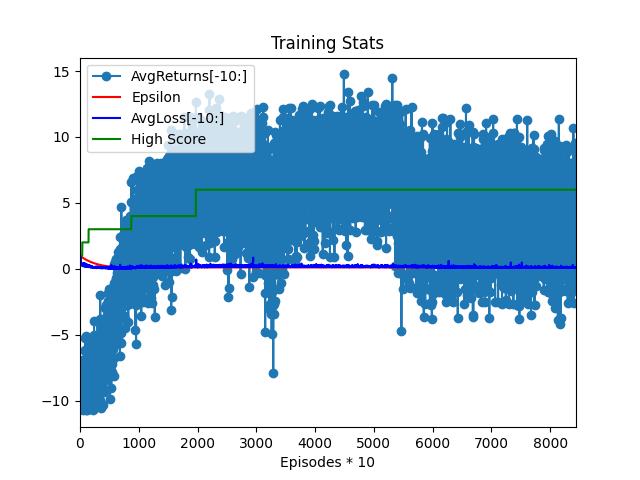 Training Stats
AvgReturns[-10:]
Epsilon
AvgLoss[-10:]
High Score
15
10
5
0
−5
−10
0 1000 2000 3000 4000 5000 6000 7000 8000
Episodes * 10